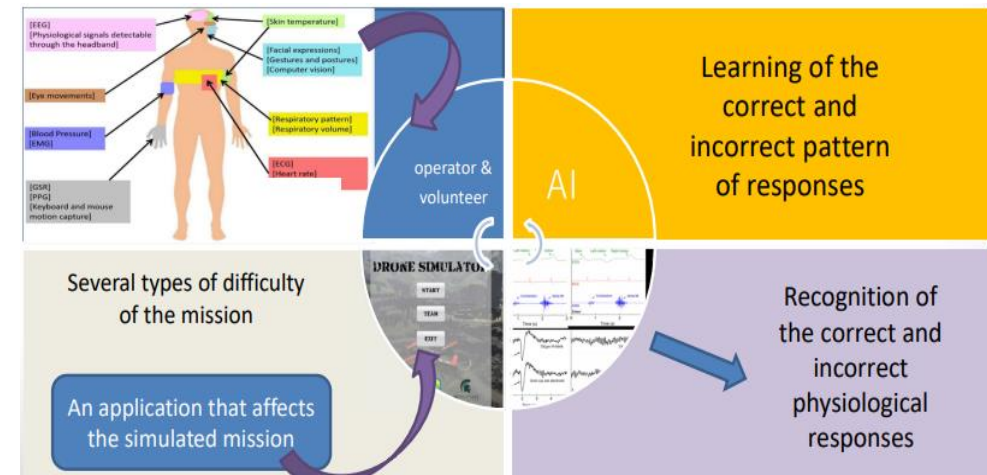 [EEG]
[Physiological signals detectable
through the headband]
[Skin temperature]
[Facial expressions]
[Gestures and postures]
[Computer vision]
[Eye movements]
[Blood Pressure]
[EMG]
[Respiratory pattern]
[Respiratory volume]
[ECG]
[Heart rate]
[GSR]
[PPG]
[Keyboard and mouse
motion capture]
operator &
volunteer
AI
Learning of the
correct and
incorrect pattern
of responses
Several types of difficulty
of the mission
An application that affects
the simulated mission
DRONE SIMULATOR
START
TEAM
EXIT
Time (s)
Recognition of
the correct and
incorrect
physiological
responses